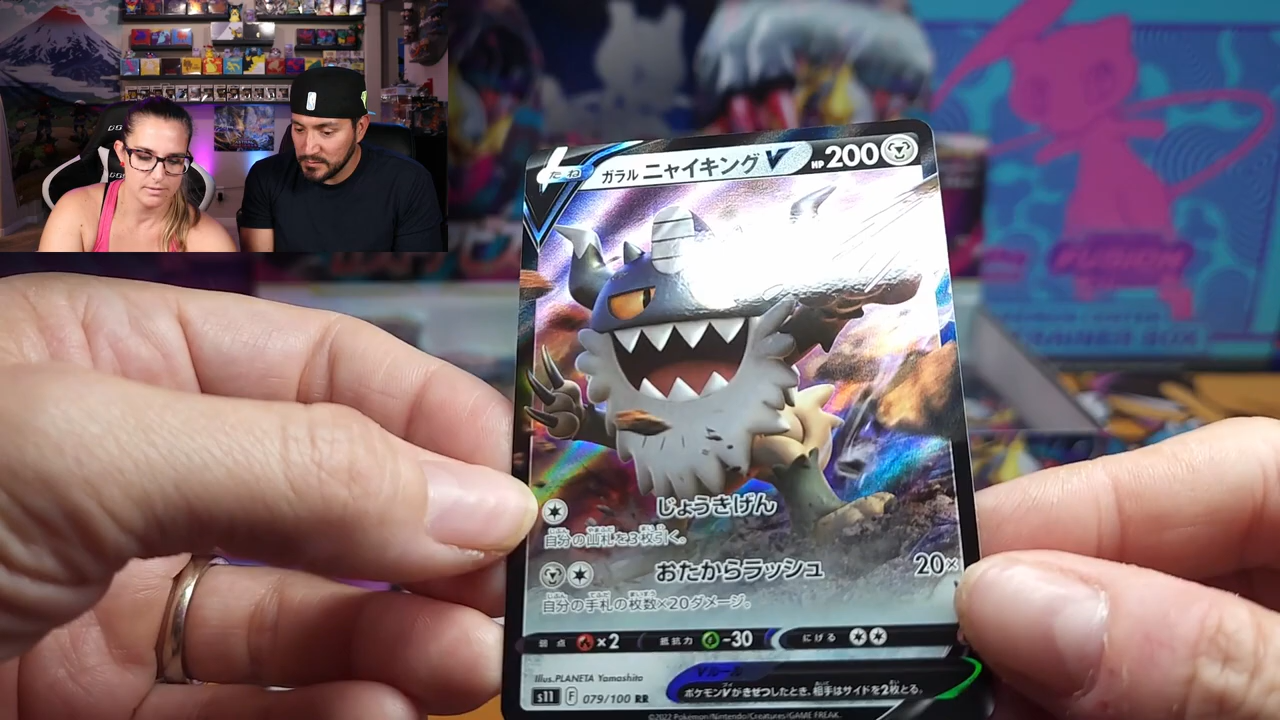 たね
ガラル ニャイキングV HP 200
じょうきげん
自分の山札を3枚引く。
おたからラッシュ 20×
自分の手札の枚数×20ダメージ。
弱点 ×2 抵抗力 -30 にげる
Illus.PLANETA Yamashita
Vルール
ポケモンVがきぜつしたとき、相手はサイドを2枚とる。
s11 F 079/100 RR
©2022 Pokémon/Nintendo/Creatures/GAME FREAK.
FUSION
TRAINER BOX